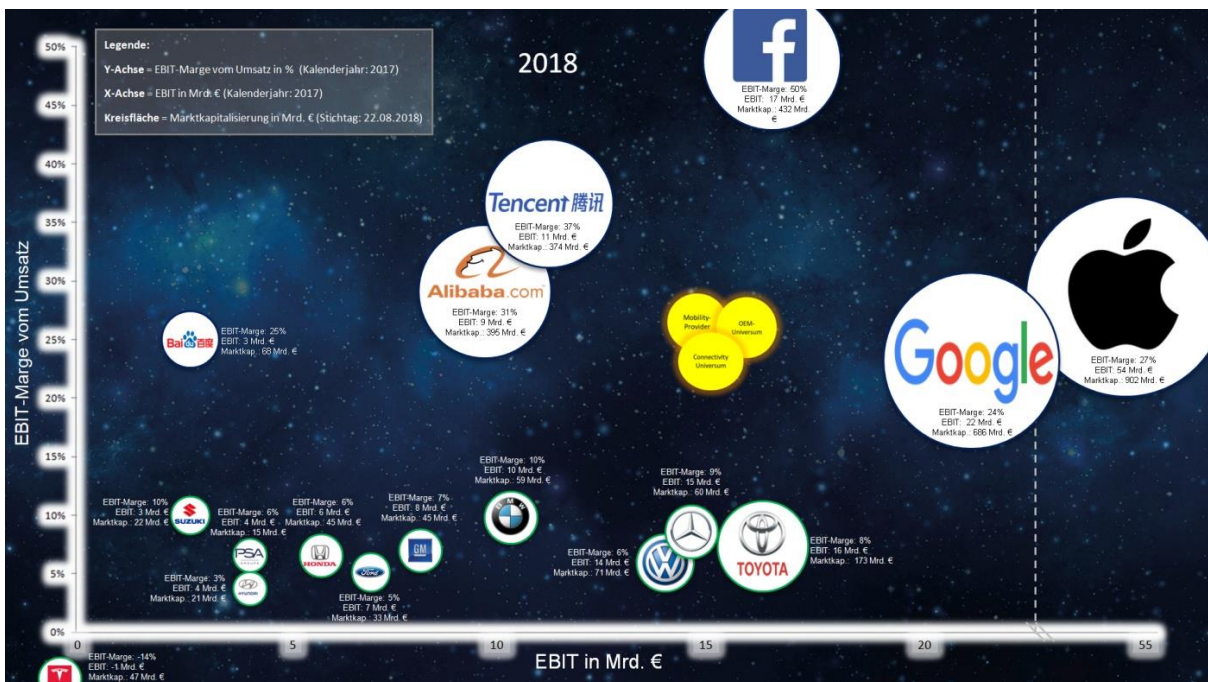 Legende:
Y-Achse = EBIT-Marge vom Umsatz in % (Kalenderjahr: 2017)
X-Achse = EBIT in Mrd. € (Kalenderjahr: 2017)
Kreisfläche = Marktkapitalisierung in Mrd. € (Stichtag: 22.08.2018)
2018
EBIT-Marge: 50%
EBIT: 17 Mrd. €
Marktkap.: 432 Mrd.
€
50%
45%
40%
35%
30%
25%
20%
15%
10%
5%
0%
EBIT-Marge vom Umsatz
Tencent 腾讯
EBIT-Marge: 37%
EBIT: 11 Mrd. €
Marktkap.: 374 Mrd. €
Alibaba.com
EBIT-Marge: 31%
EBIT: 9 Mrd. €
Marktkap.: 395 Mrd. €
Baidu百度
EBIT-Marge: 25%
EBIT: 3 Mrd. €
Marktkap.: 68 Mrd. €
Mobility-
Provider
OEM-
Universum
Connectivity
Universum
Google
EBIT-Marge: 24%
EBIT: 22 Mrd. €
Marktkap.: 686 Mrd. €
EBIT-Marge: 27%
EBIT: 54 Mrd. €
Marktkap.: 902 Mrd. €
EBIT-Marge: 10%
EBIT: 3 Mrd. €
Marktkap.: 22 Mrd. €
SUZUKI
EBIT-Marge: 6%
EBIT: 4 Mrd. €
Marktkap.: 15 Mrd. €
PSA
GROUPE
EBIT-Marge: 3%
EBIT: 4 Mrd. €
Marktkap.: 21 Mrd. €
HYUNDAI
EBIT-Marge: 6%
EBIT: 6 Mrd. €
Marktkap.: 45 Mrd. €
HONDA
Ford
EBIT-Marge: 5%
EBIT: 7 Mrd. €
Marktkap.: 33 Mrd. €
EBIT-Marge: 7%
EBIT: 8 Mrd. €
Marktkap.: 45 Mrd. €
GM
EBIT-Marge: 10%
EBIT: 10 Mrd. €
Marktkap.: 59 Mrd. €
BMW
EBIT-Marge: 6%
EBIT: 14 Mrd. €
Marktkap.: 71 Mrd. €
EBIT-Marge: 9%
EBIT: 15 Mrd. €
Marktkap.: 60 Mrd. €
TOYOTA
EBIT-Marge: 8%
EBIT: 16 Mrd. €
Marktkap.: 173 Mrd. €
0
5
10
15
20
55
EBIT in Mrd. €
EBIT-Marge: -14%
EBIT: -1 Mrd. €
Marktkap.: 47 Mrd. €